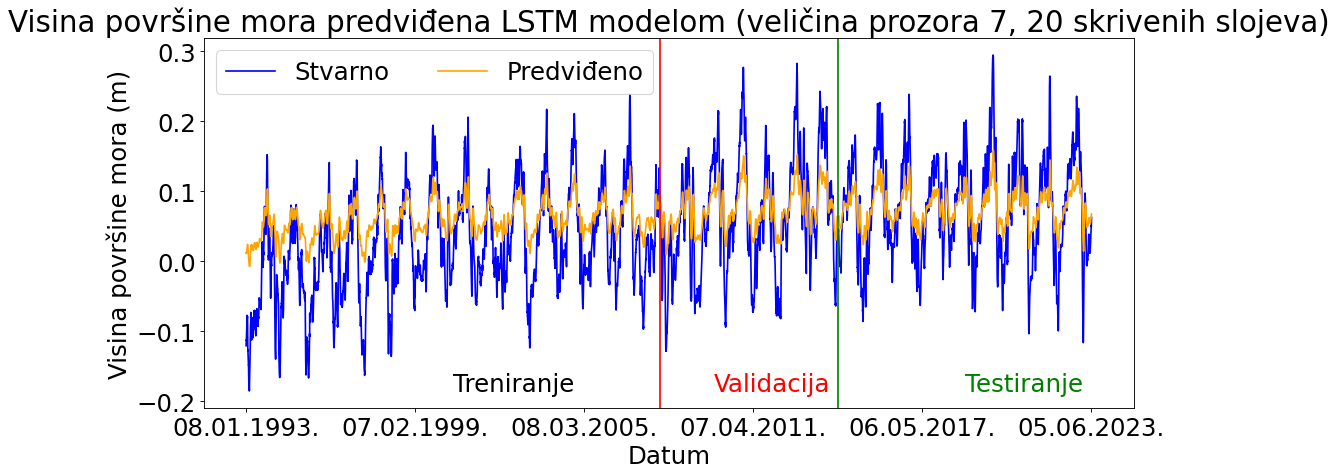 Visina površine mora predviđena LSTM modelom (veličina prozora 7, 20 skrivenih slojeva)
Visina površine mora (m)
0.3
0.2
0.1
0.0
−0.1
−0.2
Stvarno Predviđeno
Treniranje Validacija Testiranje
08.01.1993. 07.02.1999. 08.03.2005. 07.04.2011. 06.05.2017. 05.06.2023.
Datum